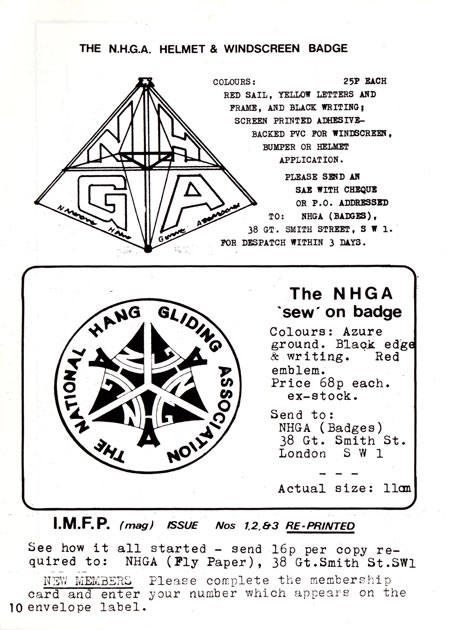 THE N.H.G.A. HELMET & WINDSCREEN BADGE
N H
G A
COLOURS: 25P EACH
RED SAIL, YELLOW LETTERS AND
FRAME, AND BLACK WRITING;
SCREEN PRINTED ADHESIVE-
BACKED PVC FOR WINDSCREEN,
BUMPER OR HELMET
APPLICATION.
PLEASE SEND AN
SAE WITH CHEQUE
OR P.O. ADDRESSED
TO: NHGA (BADGES),
38 GT. SMITH STREET, S W 1.
FOR DESPATCH WITHIN 3 DAYS.
THE NATIONAL HANG GLIDING ASSOCIATION
NHGA
The NHGA
'sew' on badge
Colours: Azure
ground. Black edge
& writing. Red
emblem.
Price 68p each.
ex-stock.
Send to:
NHGA (Badges)
38 Gt. Smith St.
London S W 1
- - -
Actual size: 11cm
I.M.F.P. (mag) ISSUE Nos 1,2,&3 RE-PRINTED
See how it all started - send 16p per copy re-
quired to: NHGA (Fly Paper), 38 Gt.Smith St.SW1
NEW MEMBERS Please complete the membership
card and enter your number which appears on the
10 envelope label.